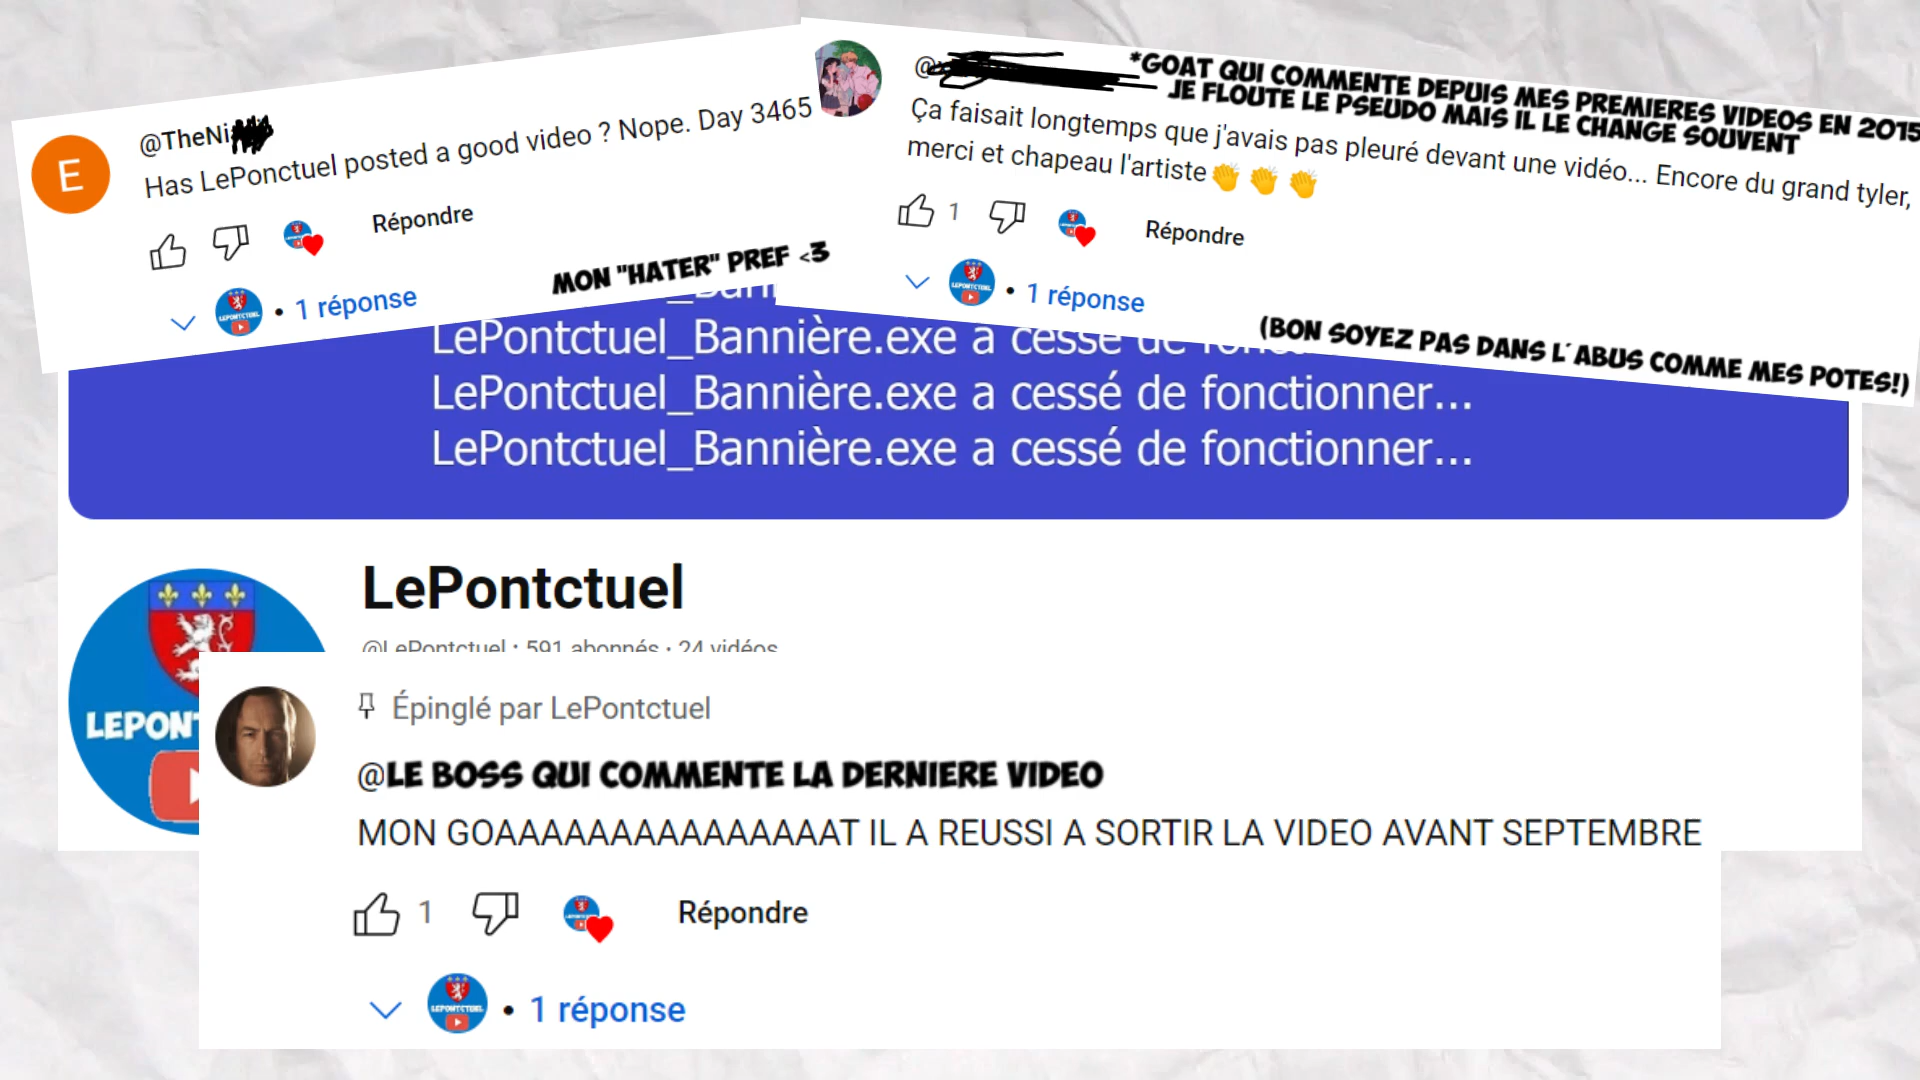 @TheNi
Has LePonctuel posted a good video ? Nope. Day 3465
Répondre
1 réponse
MON "HATER" PREF <3
@
*GOAT QUI COMMENTE DEPUIS MES PREMIERES VIDEOS EN 2015
JE FLOUTE LE PSEUDO MAIS IL LE CHANGE SOUVENT
Ça faisait longtemps que j'avais pas pleuré devant une vidéo... Encore du grand tyler,
merci et chapeau l'artiste 👏 👏 👏
1
Répondre
1 réponse
(BON SOYEZ PAS DANS L'ABUS COMME MES POTES!)
LePontctuel_Bannière.exe a cessé de
LePontctuel_Bannière.exe a cessé de fonctionner...
LePontctuel_Bannière.exe a cessé de fonctionner...
LePontctuel
@LePontctuel · 591 abonnés · 24 vidéos
LEPON
Épinglé par LePontctuel
@LE BOSS QUI COMMENTE LA DERNIERE VIDEO
MON GOAAAAAAAAAAAAAAAT IL A REUSSI A SORTIR LA VIDEO AVANT SEPTEMBRE
1
Répondre
1 réponse